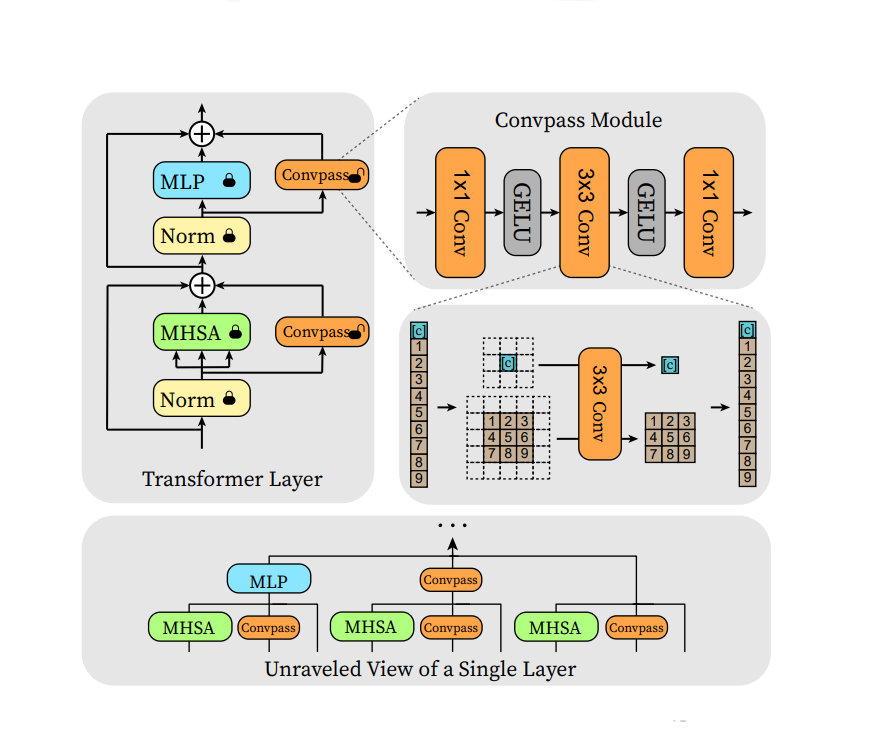 MLP
Convpass
Norm
MHSA
Convpass
Norm
Transformer Layer
Convpass Module
1x1 Conv
GELU
3x3 Conv
GELU
1x1 Conv
[c]
1
2
3
4
5
6
7
8
9
[c]
1 2 3
4 5 6
7 8 9
3x3 Conv
[c]
1 2 3
4 5 6
7 8 9
[c]
1
2
3
4
5
6
7
8
9
...
MLP
Convpass
MHSA
Convpass
MHSA
Convpass
MHSA
Convpass
Unraveled View of a Single Layer